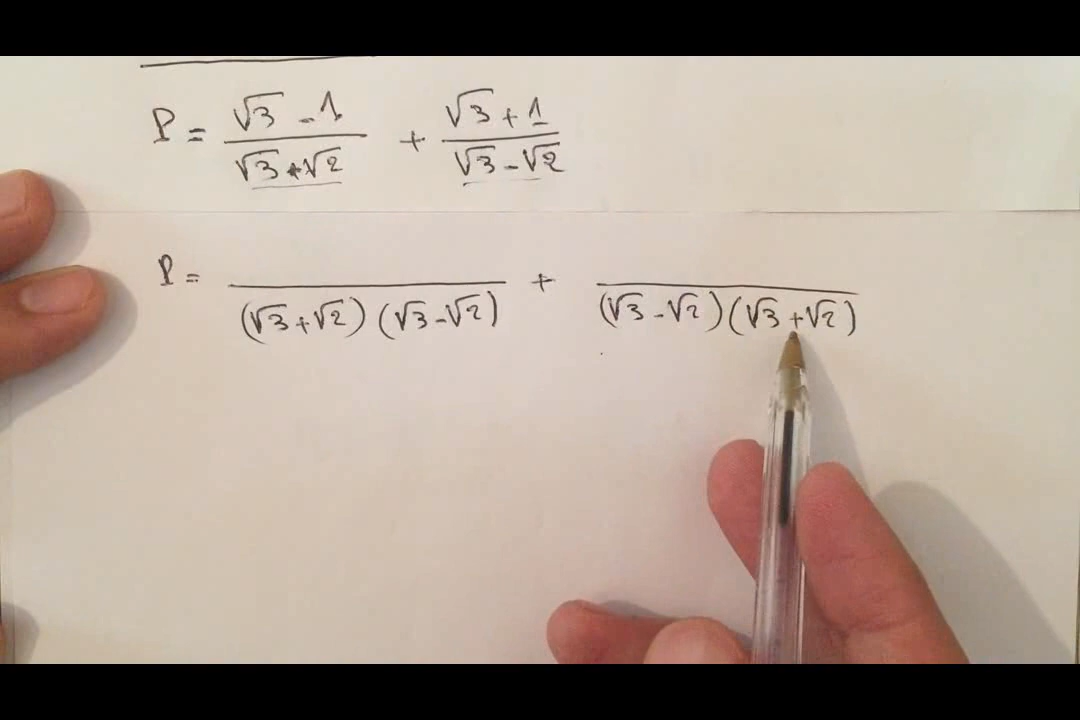 P = √3 - 1 + √3 + 1
√3 + √2 √3 - √2
P = +
(√3 + √2) (√3 - √2) (√3 - √2) (√3 + √2)